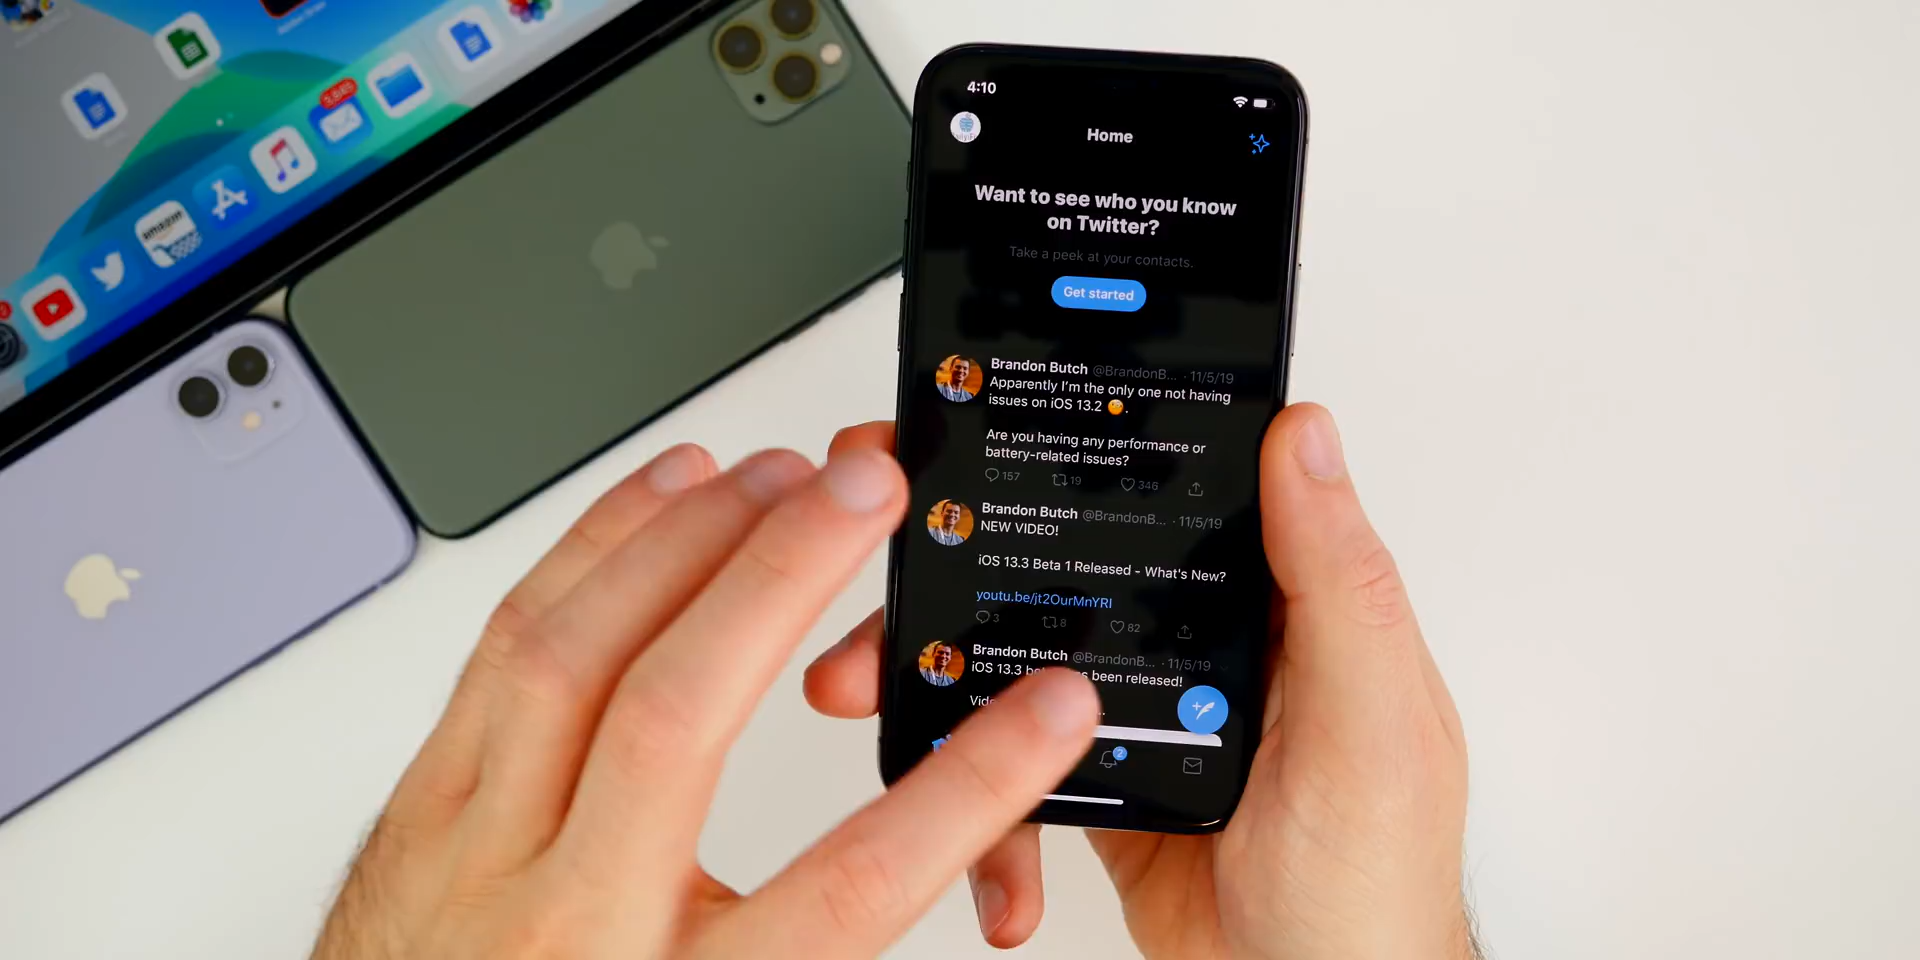 4:10
Home
Want to see who you know
on Twitter?
Take a peek at your contacts.
Get started
Brandon Butch @BrandonB... · 11/5/19
Apparently I'm the only one not having
issues on iOS 13.2 🧐.
Are you having any performance or
battery-related issues?
157 19 346
Brandon Butch @BrandonB... · 11/5/19
NEW VIDEO!
iOS 13.3 Beta 1 Released - What's New?
youtu.be/jt2OurMnYRI
3 8 82
Brandon Butch @BrandonB... · 11/5/19
iOS 13.3 been released!
2
amazon